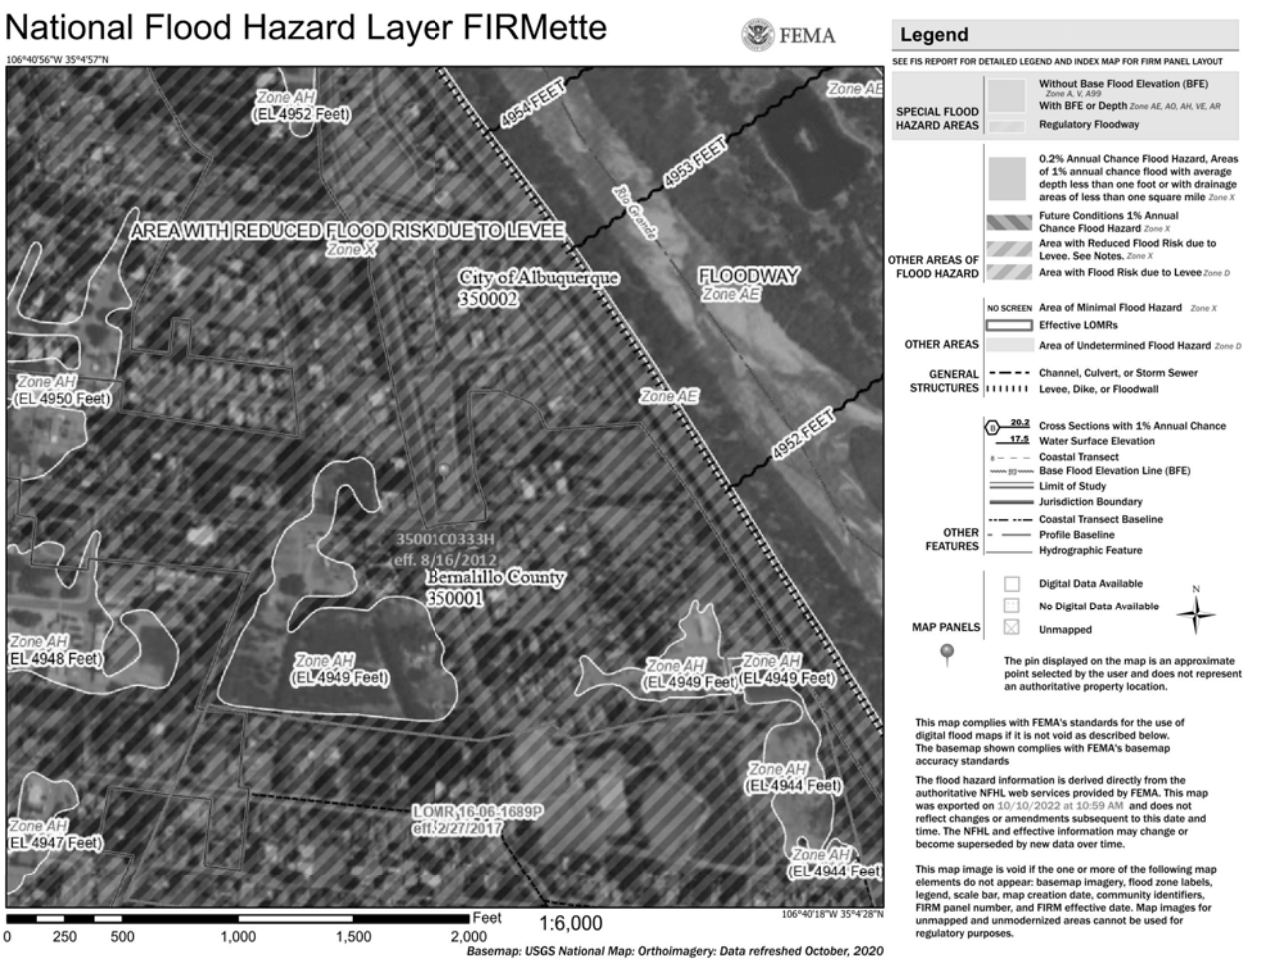 National Flood Hazard Layer FIRMette
FEMA
106°40'56"W 35°4'57"N
Zone AH
(EL 4952 Feet)
4954 FEET
4953 FEET
Zone AE
Rio Grande
AREA WITH REDUCED FLOOD RISK DUE TO LEVEE
Zone X
City of Albuquerque
350002
FLOODWAY
Zone AE
Zone AH
(EL 4950 Feet)
Zone AE
4952 FEET
35001C0333H
eff. 8/16/2012
Bernalillo County
350001
Zone AH
(EL 4948 Feet)
Zone AH
(EL 4949 Feet)
Zone AH
(EL 4949 Feet)
Zone AH
(EL 4949 Feet)
Zone AH
(EL 4944 Feet)
LOMR 16-06-1689P
eff. 2/27/2017
Zone AH
(EL 4947 Feet)
Zone AH
(EL 4944 Feet)
Feet
1:6,000
106°40'18"W 35°4'28"N
0 250 500 1,000 1,500 2,000
Basemap: USGS National Map: Orthoimagery: Data refreshed October, 2020
Legend
SEE FIS REPORT FOR DETAILED LEGEND AND INDEX MAP FOR FIRM PANEL LAYOUT
SPECIAL FLOOD
HAZARD AREAS
Without Base Flood Elevation (BFE)
Zone A, V, A99
With BFE or Depth Zone AE, AO, AH, VE, AR
Regulatory Floodway
0.2% Annual Chance Flood Hazard, Areas
of 1% annual chance flood with average
depth less than one foot or with drainage
areas of less than one square mile Zone X
Future Conditions 1% Annual
Chance Flood Hazard Zone X
Area with Reduced Flood Risk due to
Levee. See Notes. Zone X
Area with Flood Risk due to Levee Zone D
OTHER AREAS OF
FLOOD HAZARD
NO SCREEN Area of Minimal Flood Hazard Zone X
Effective LOMRs
OTHER AREAS
Area of Undetermined Flood Hazard Zone D
GENERAL
STRUCTURES
Channel, Culvert, or Storm Sewer
Levee, Dike, or Floodwall
B 20.2 Cross Sections with 1% Annual Chance
17.5 Water Surface Elevation
8 Coastal Transect
513 Base Flood Elevation Line (BFE)
Limit of Study
Jurisdiction Boundary
Coastal Transect Baseline
OTHER
FEATURES
Profile Baseline
Hydrographic Feature
Digital Data Available
No Digital Data Available
Unmapped
MAP PANELS
N
The pin displayed on the map is an approximate
point selected by the user and does not represent
an authoritative property location.
This map complies with FEMA's standards for the use of
digital flood maps if it is not void as described below.
The basemap shown complies with FEMA's basemap
accuracy standards
The flood hazard information is derived directly from the
authoritative NFHL web services provided by FEMA. This map
was exported on 10/10/2022 at 10:59 AM and does not
reflect changes or amendments subsequent to this date and
time. The NFHL and effective information may change or
become superseded by new data over time.
This map image is void if the one or more of the following map
elements do not appear: basemap imagery, flood zone labels,
legend, scale bar, map creation date, community identifiers,
FIRM panel number, and FIRM effective date. Map images for
unmapped and unmodernized areas cannot be used for
regulatory purposes.